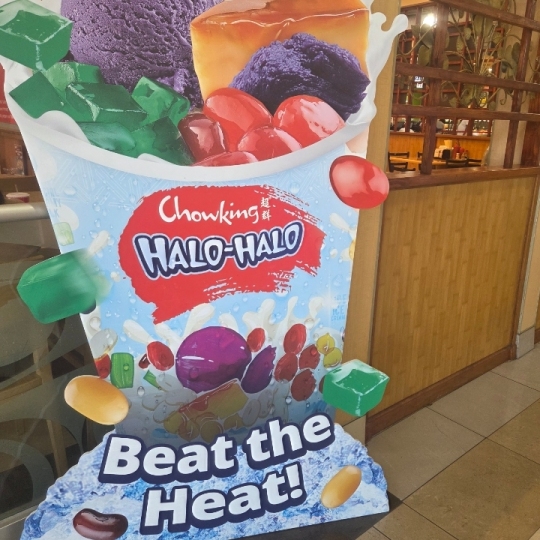 Chowking 超群
HALO-HALO
Beat the
Heat!